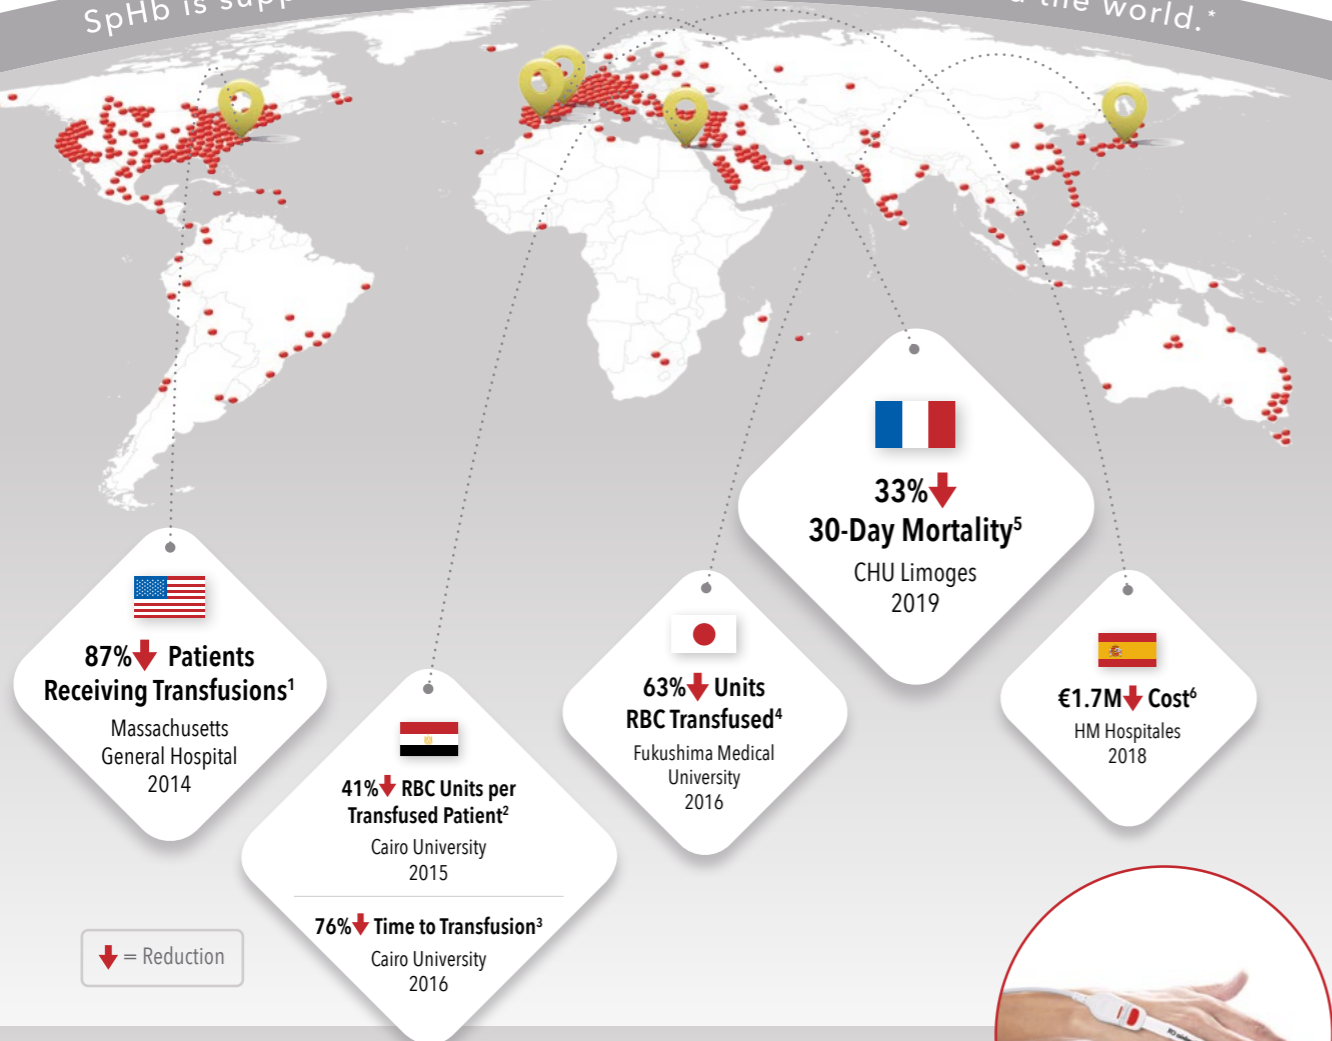 SpHb is
the world.*
33%
30-Day Mortality5
CHU Limoges
2019
87% Patients
Receiving Transfusions1
Massachusetts
General Hospital
2014
41% RBC Units per
Transfused Patient2
Cairo University
2015
76% Time to Transfusion3
Cairo University
2016
63% Units
RBC Transfused4
Fukushima Medical
University
2016
€1.7M Cost6
HM Hospitales
2018
= Reduction